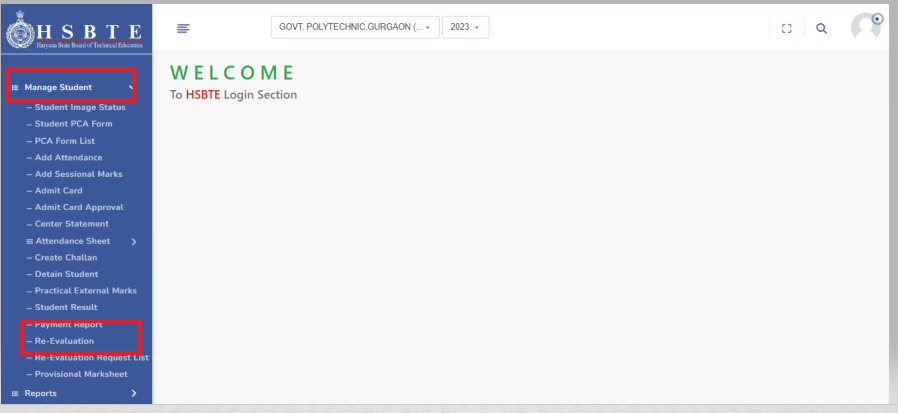 HSBTE
Haryana State Board of Technical Education
GOVT. POLYTECHNIC,GURGAON (...
2023
WELCOME
To HSBTE Login Section
Manage Student
Student Image Status
Student PCA Form
PCA Form List
Add Attendance
Add Sessional Marks
Admit Card
Admit Card Approval
Center Statement
Attendance Sheet
Create Challan
Detain Student
Practical External Marks
Student Result
Payment Report
Re-Evaluation
Re-Evaluation Request List
Provisional Marksheet
Reports